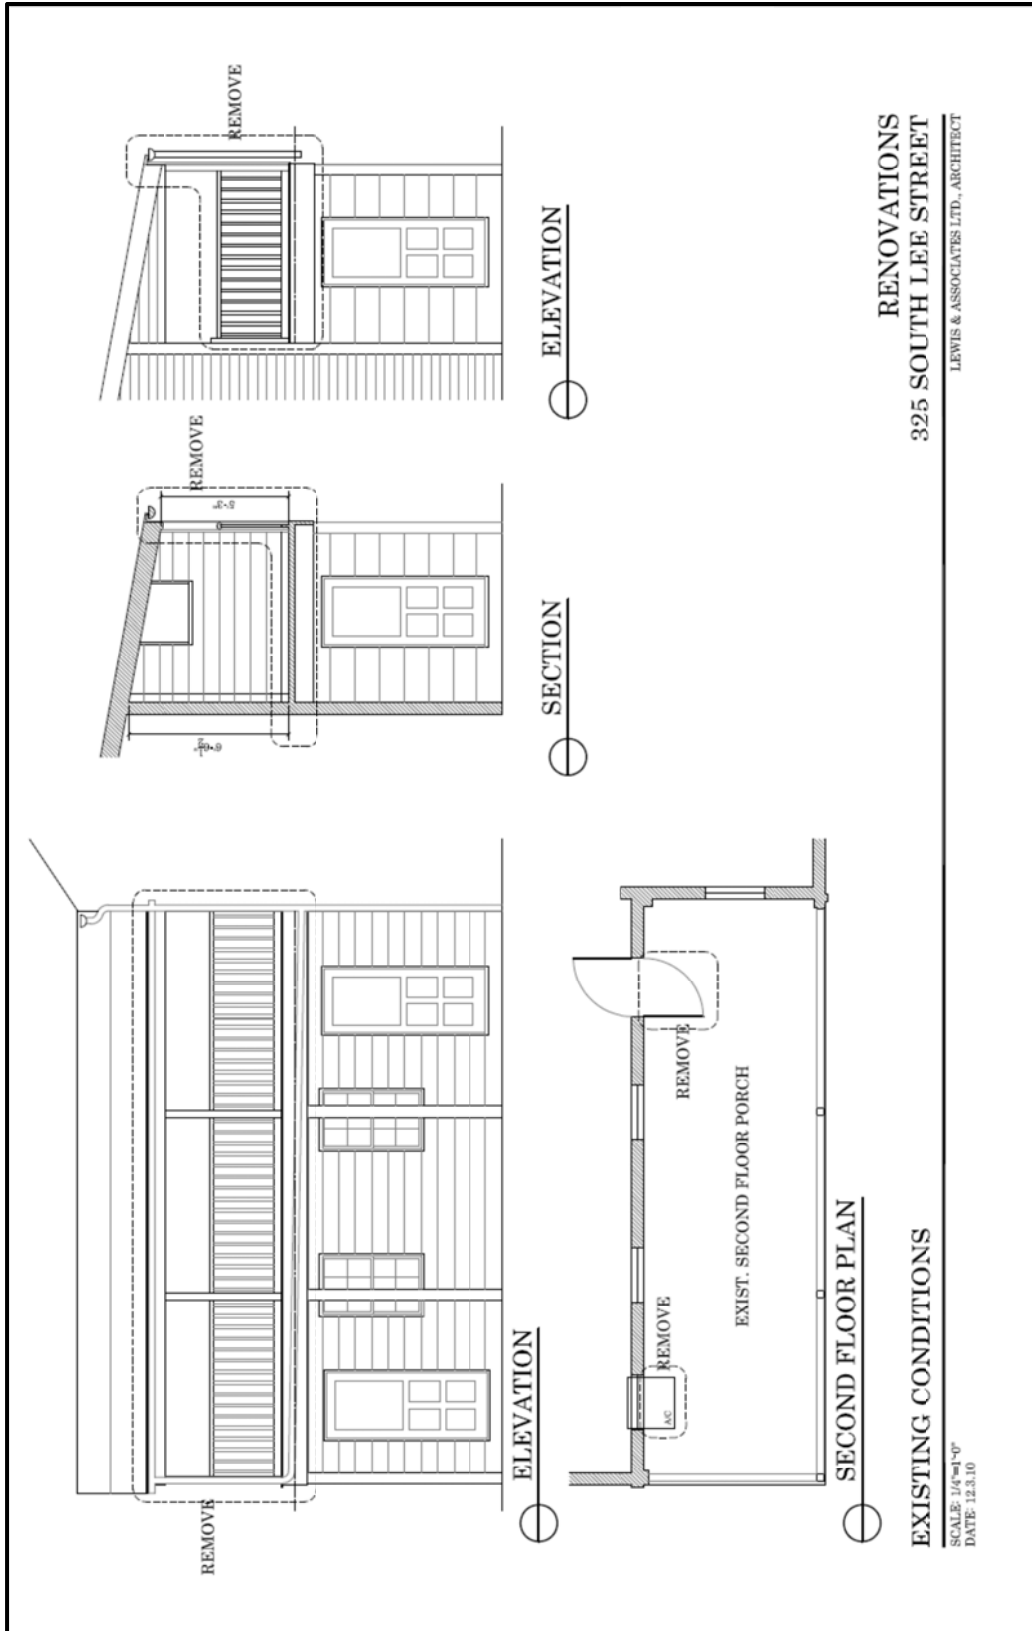 REMOVE
REMOVE
ELEVATION
REMOVE
SECTION
REMOVE
ELEVATION
A/C
REMOVE
REMOVE
EXIST. SECOND FLOOR PORCH
SECOND FLOOR PLAN
EXISTING CONDITIONS
SCALE: 1/4"=1'-0"
DATE: 12.3.10
RENOVATIONS
325 SOUTH LEE STREET
LEWIS & ASSOCIATES LTD., ARCHITECT
ELEVATION